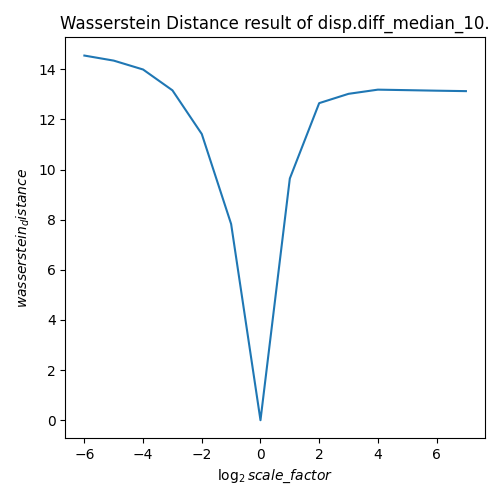 Wasserstein Distance result of disp.diff_median_10.
14
12
10
8
6
4
2
0
wasserstein_distance
−6 −4 −2 0 2 4 6
log₂ scale_factor